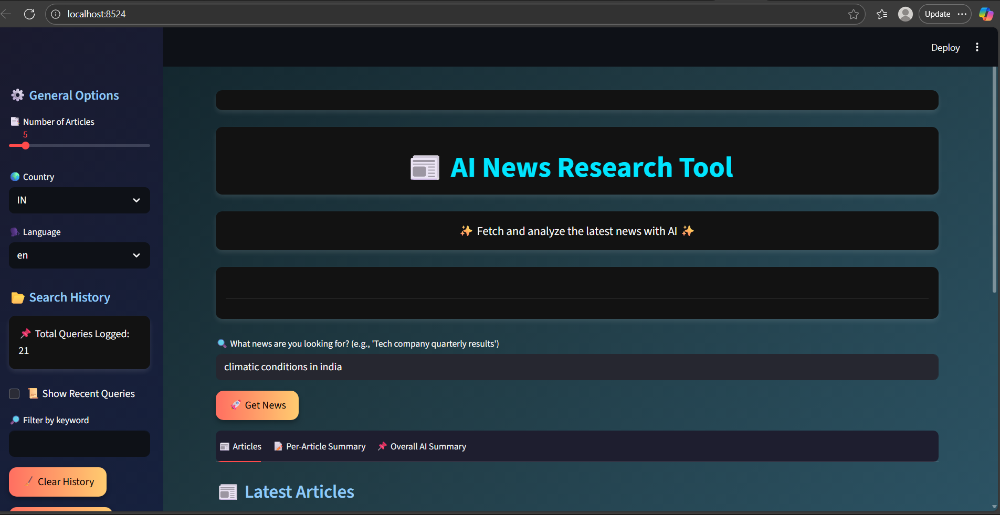 localhost:8524
Update
Deploy
General Options
Number of Articles
5
Country
IN
Language
en
Search History
Total Queries Logged:
21
Show Recent Queries
Filter by keyword
Clear History
AI News Research Tool
✨ Fetch and analyze the latest news with AI ✨
What news are you looking for? (e.g., 'Tech company quarterly results')
climatic conditions in india
Get News
Articles
Per-Article Summary
Overall AI Summary
Latest Articles